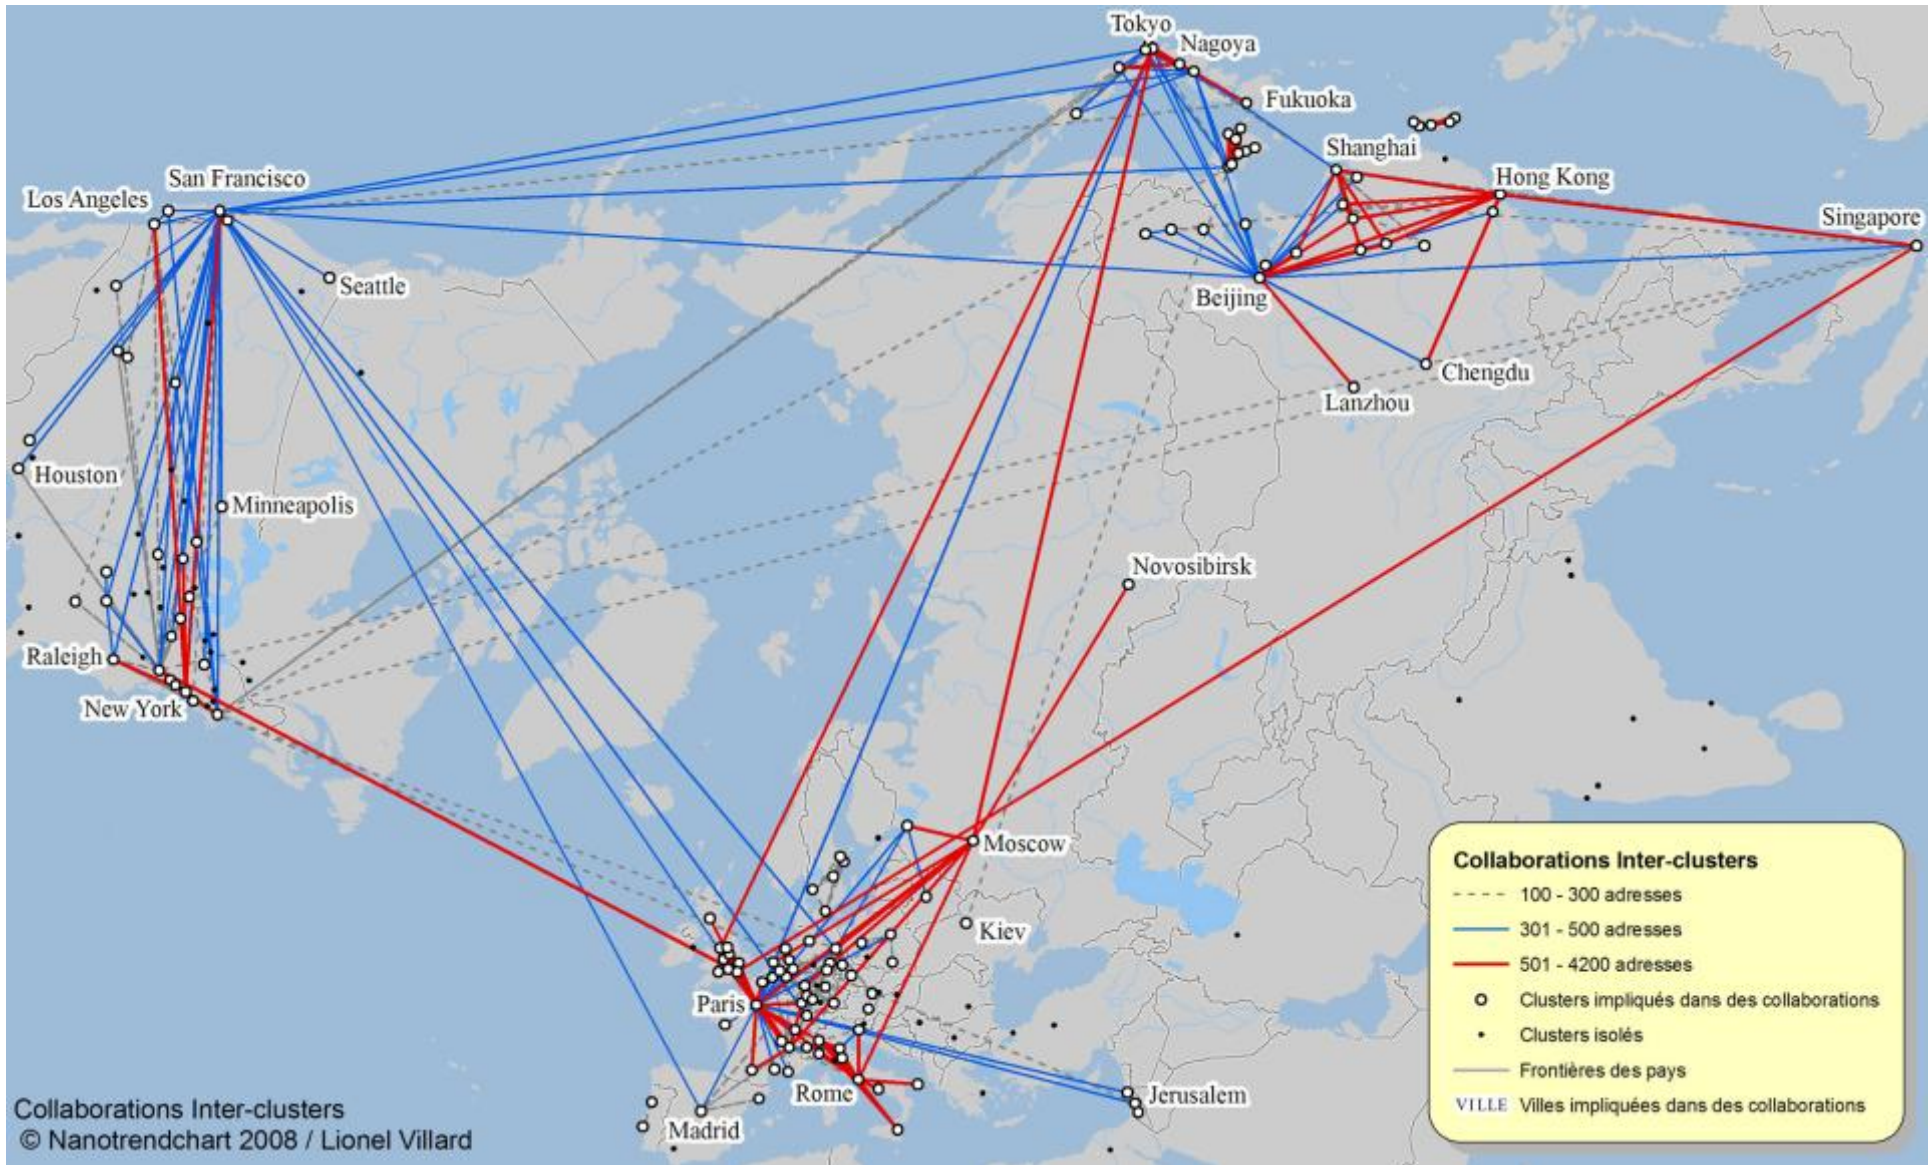 Tokyo
Nagoya
Fukuoka
Shanghai
Hong Kong
Singapore
San Francisco
Los Angeles
Seattle
Beijing
Chengdu
Lanzhou
Houston
Minneapolis
Novosibirsk
Raleigh
New York
Moscow
Kiev
Paris
Rome
Jerusalem
Madrid
Collaborations Inter-clusters
100 - 300 adresses
301 - 500 adresses
501 - 4200 adresses
Clusters impliqués dans des collaborations
Clusters isolés
Frontières des pays
VILLE Villes impliquées dans des collaborations
Collaborations Inter-clusters
© Nanotrendchart 2008 / Lionel Villard